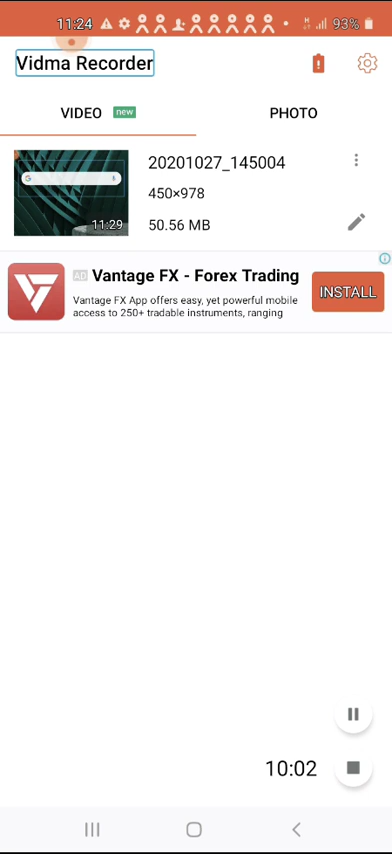 11:24
93%
Vidma Recorder
VIDEO
new
PHOTO
20201027_145004
450×978
11:29
50.56 MB
AD Vantage FX - Forex Trading
Vantage FX App offers easy, yet powerful mobile
access to 250+ tradable instruments, ranging
INSTALL
10:02